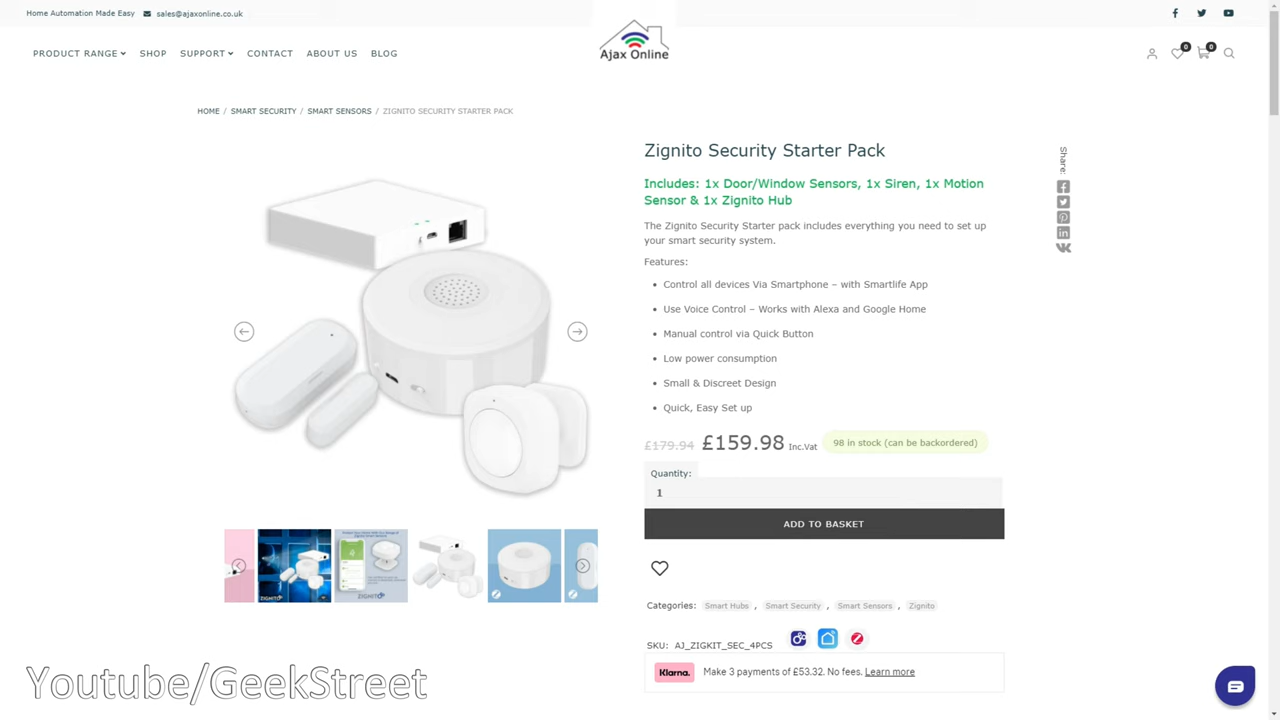 Home Automation Made Easy
sales@ajaxonline.co.uk
PRODUCT RANGE
SHOP
SUPPORT
CONTACT
ABOUT US
BLOG
Ajax Online
0
0
HOME / SMART SECURITY / SMART SENSORS / ZIGNITO SECURITY STARTER PACK
Zignito Security Starter Pack
Share:
Includes: 1x Door/Window Sensors, 1x Siren, 1x Motion
Sensor & 1x Zignito Hub
The Zignito Security Starter pack includes everything you need to set up
your smart security system.
Features:
Control all devices Via Smartphone – with Smartlife App
Use Voice Control – Works with Alexa and Google Home
Manual control via Quick Button
Low power consumption
Small & Discreet Design
Quick, Easy Set up
£179.94 £159.98 Inc.Vat
98 in stock (can be backordered)
Quantity:
1
ADD TO BASKET
ZIGNITO
ZIGNITO
Categories: Smart Hubs , Smart Security , Smart Sensors , Zignito
SKU: AJ_ZIGKIT_SEC_4PCS
Klarna. Make 3 payments of £53.32. No fees. Learn more
Youtube/GeekStreet